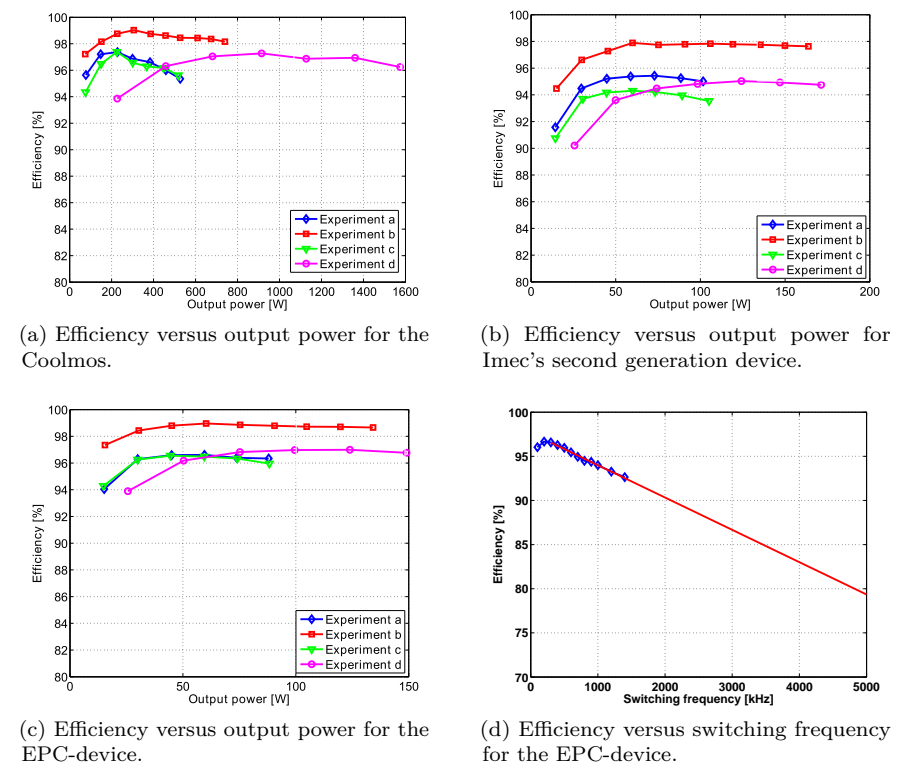 100
98
96
94
92
90
88
86
84
82
80
0
200
400
600
800
1000
1200
1400
1600
Efficiency [%]
Output power [W]
Experiment a
Experiment b
Experiment c
Experiment d
(a) Efficiency versus output power for the
Coolmos.
100
98
96
94
92
90
88
86
84
82
80
0
50
100
150
200
Efficiency [%]
Output power [W]
Experiment a
Experiment b
Experiment c
Experiment d
(b) Efficiency versus output power for
Imec's second generation device.
100
98
96
94
92
90
88
86
84
82
80
0
50
100
150
Efficiency [%]
Output power [W]
Experiment a
Experiment b
Experiment c
Experiment d
(c) Efficiency versus output power for the
EPC-device.
100
95
90
85
80
75
70
0
1000
2000
3000
4000
5000
Efficiency [%]
Switching frequency [kHz]
(d) Efficiency versus switching frequency
for the EPC-device.